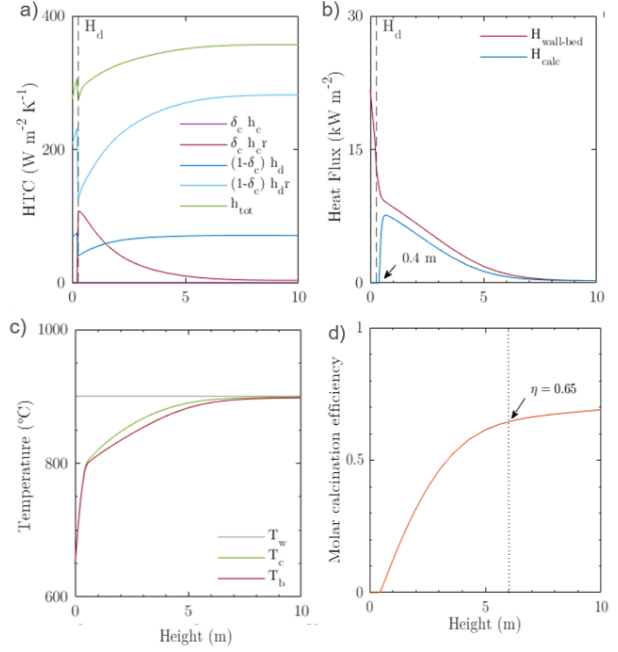 a)
H_d
HTC (W m⁻² K⁻¹)
400
200
0
0
5
10
δ_c h_c
δ_c h_c r
(1-δ_c) h_d
(1-δ_c) h_d r
h_tot
b)
H_d
Heat Flux (kW m⁻²)
30
15
0
0
5
10
H_wall-bed
H_calc
0.4 m
c)
Temperature (°C)
1000
800
600
0
5
10
Height (m)
T_w
T_c
T_b
d)
Molar calcination efficiency
1
0.5
0
0
5
10
Height (m)
η = 0.65